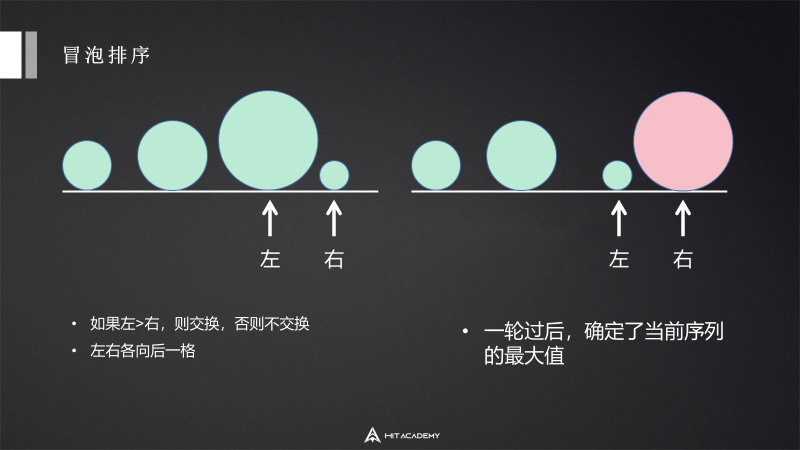 冒泡排序
左
右
左
右
• 如果左>右，则交换，否则不交换
• 左右各向后一格
• 一轮过后，确定了当前序列
的最大值
HIT ACADEMY